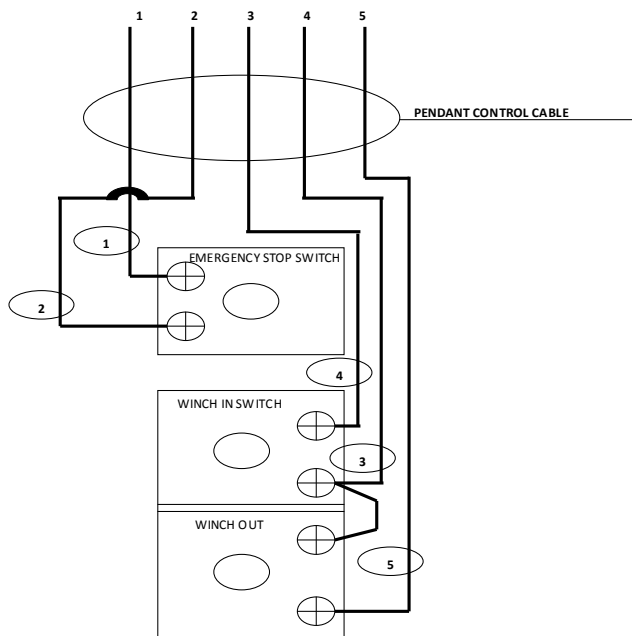 1 2 3 4 5
PENDANT CONTROL CABLE
1
EMERGENCY STOP SWITCH
2
4
WINCH IN SWITCH
3
WINCH OUT
5